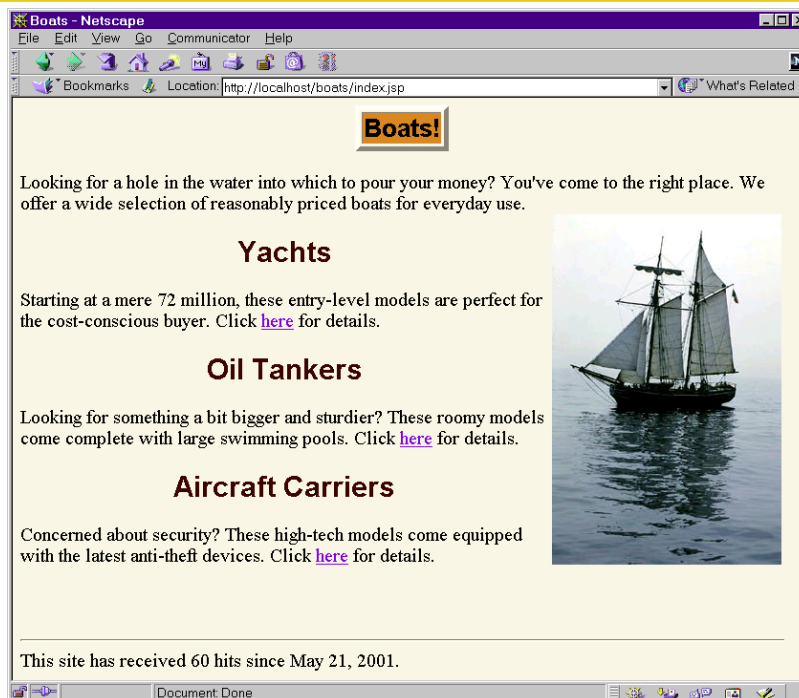 Boats - Netscape
File Edit View Go Communicator Help
Bookmarks Location: http://localhost/boats/index.jsp What's Related
Boats!
Looking for a hole in the water into which to pour your money? You've come to the right place. We
offer a wide selection of reasonably priced boats for everyday use.
Yachts
Starting at a mere 72 million, these entry-level models are perfect for
the cost-conscious buyer. Click here for details.
Oil Tankers
Looking for something a bit bigger and sturdier? These roomy models
come complete with large swimming pools. Click here for details.
Aircraft Carriers
Concerned about security? These high-tech models come equipped
with the latest anti-theft devices. Click here for details.
This site has received 60 hits since May 21, 2001.
Document: Done